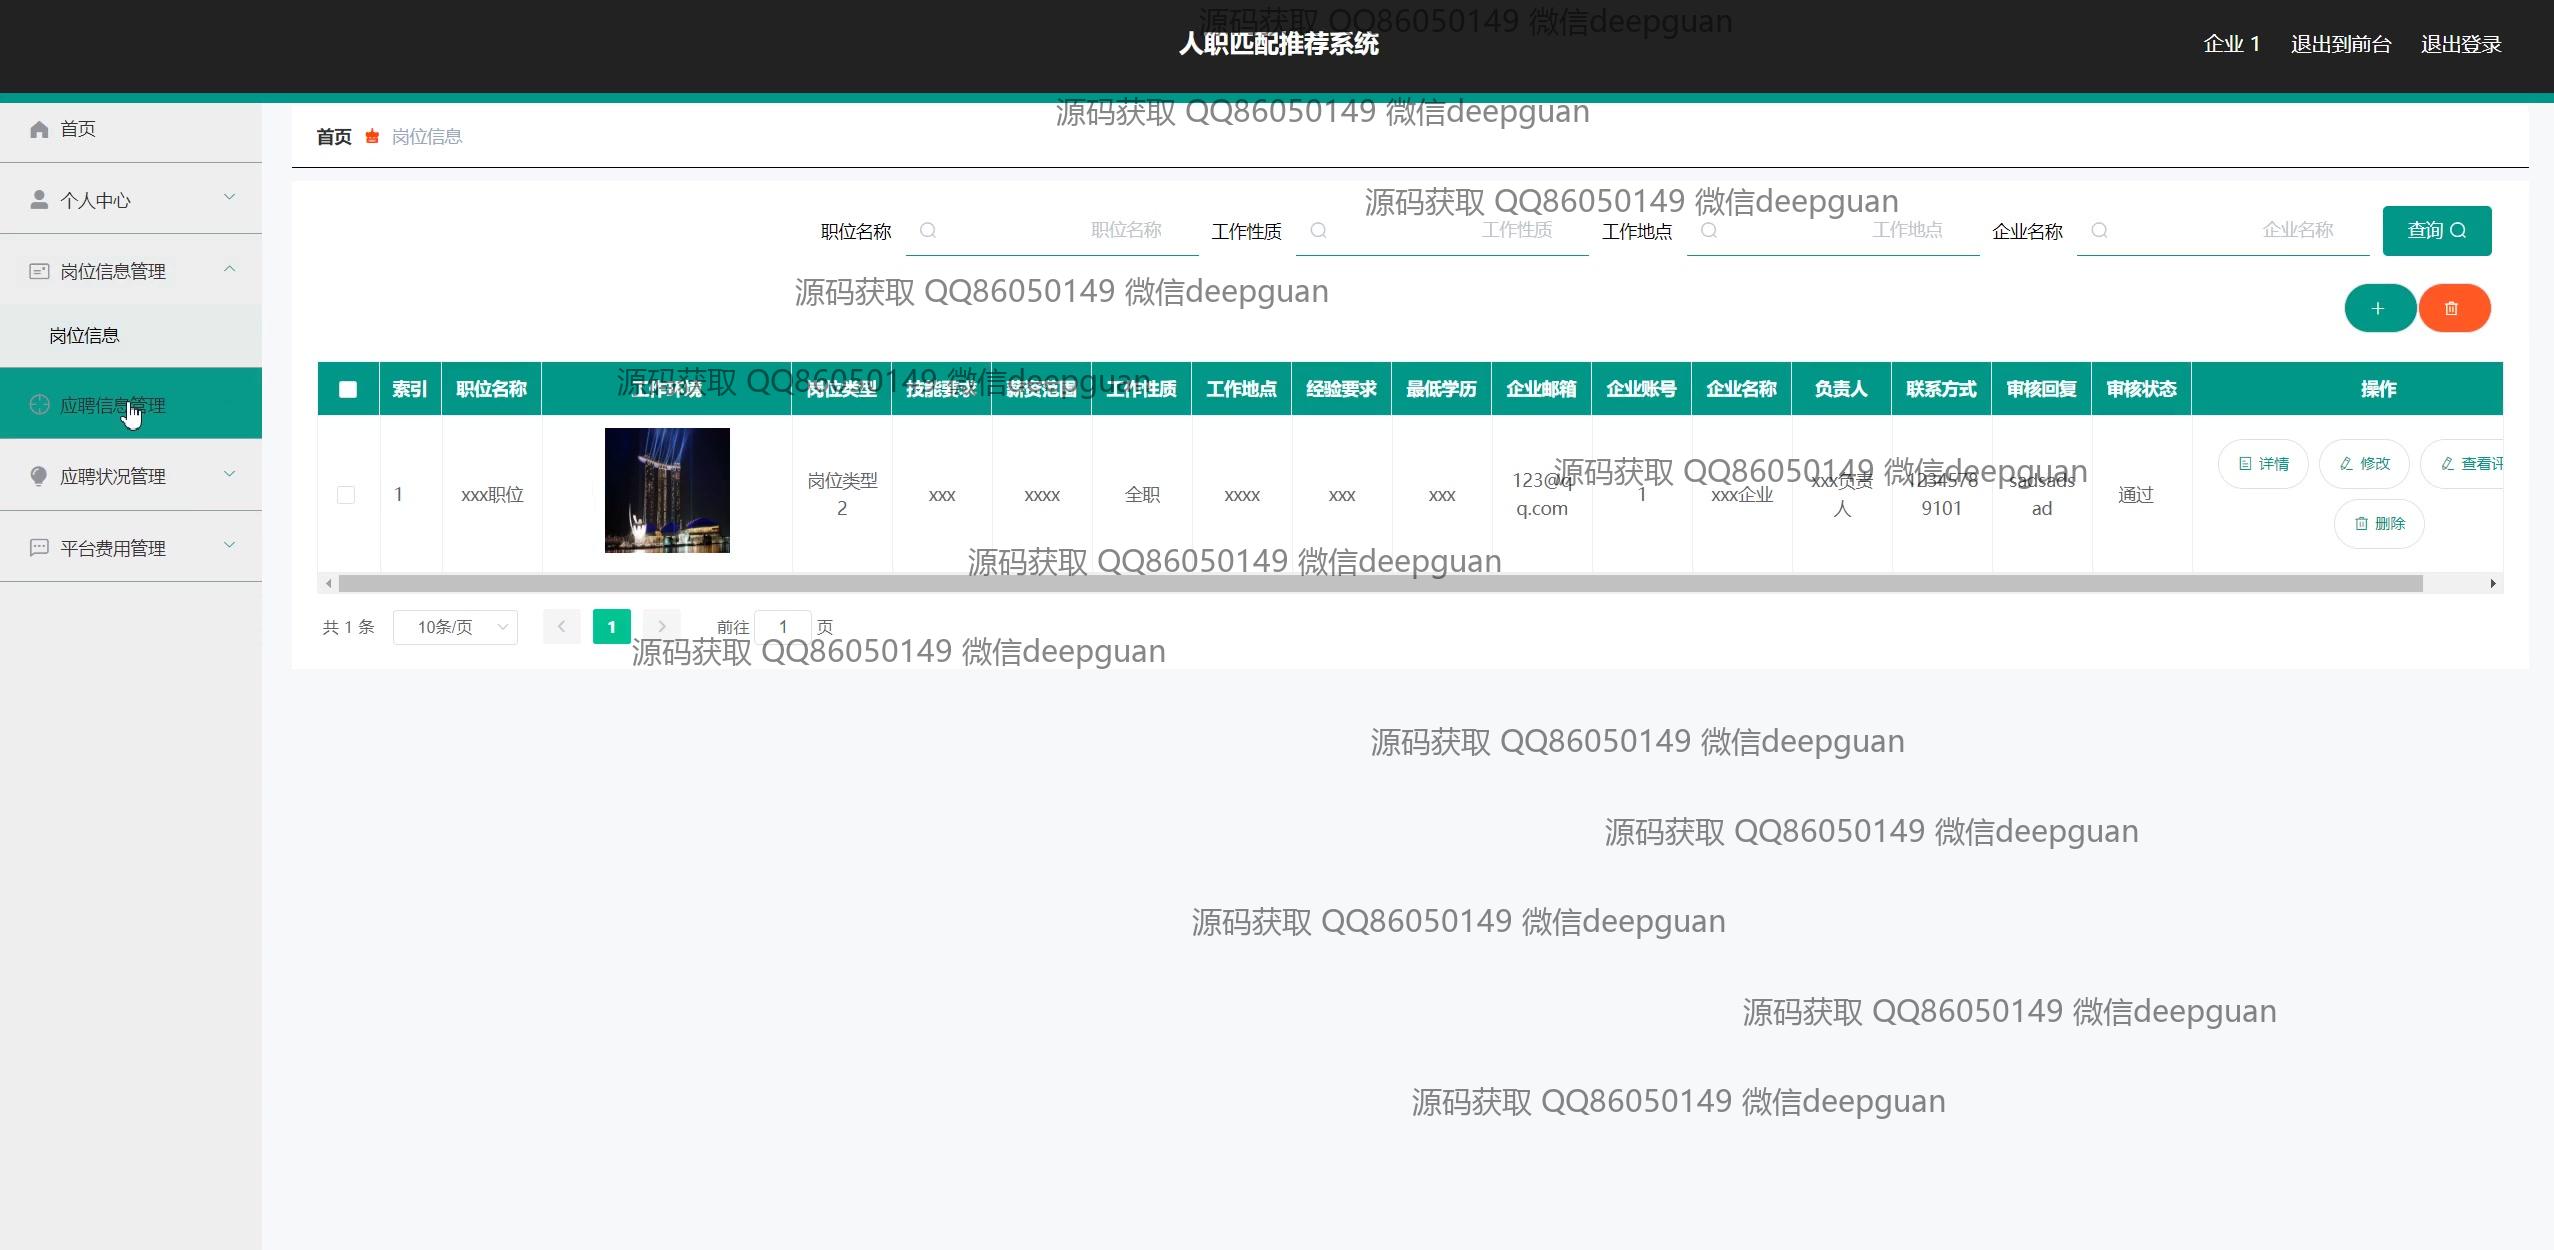 源码获取 QQ86050149 微信deepguan
人职匹配推荐系统
企业 1 退出到前台 退出登录
源码获取 QQ86050149 微信deepguan
首页
首页 岗位信息
个人中心
源码获取 QQ86050149 微信deepguan
职位名称 职位名称 工作性质 工作性质 工作地点 工作地点 企业名称 企业名称 查询
岗位信息管理
源码获取 QQ86050149 微信deepguan
岗位信息
源码获取 QQ86050149 微信deepguan
索引 职位名称 工作环境 岗位类型 技能要求 薪资范围 工作性质 工作地点 经验要求 最低学历 企业邮箱 企业账号 企业名称 负责人 联系方式 审核回复 审核状态 操作
应聘信息管理
源码获取 QQ86050149 微信deepguan
详情 修改 查看评
1 xxx职位 岗位类型2 xxx xxxx 全职 xxxx xxx xxx 123@qq.com 1 xxx企业 xxx负责人 12345789101 sadsadsad 通过
删除
应聘状况管理
平台费用管理
源码获取 QQ86050149 微信deepguan
共 1 条 10条/页 1 前往 1 页
源码获取 QQ86050149 微信deepguan
源码获取 QQ86050149 微信deepguan
源码获取 QQ86050149 微信deepguan
源码获取 QQ86050149 微信deepguan
源码获取 QQ86050149 微信deepguan
源码获取 QQ86050149 微信deepguan